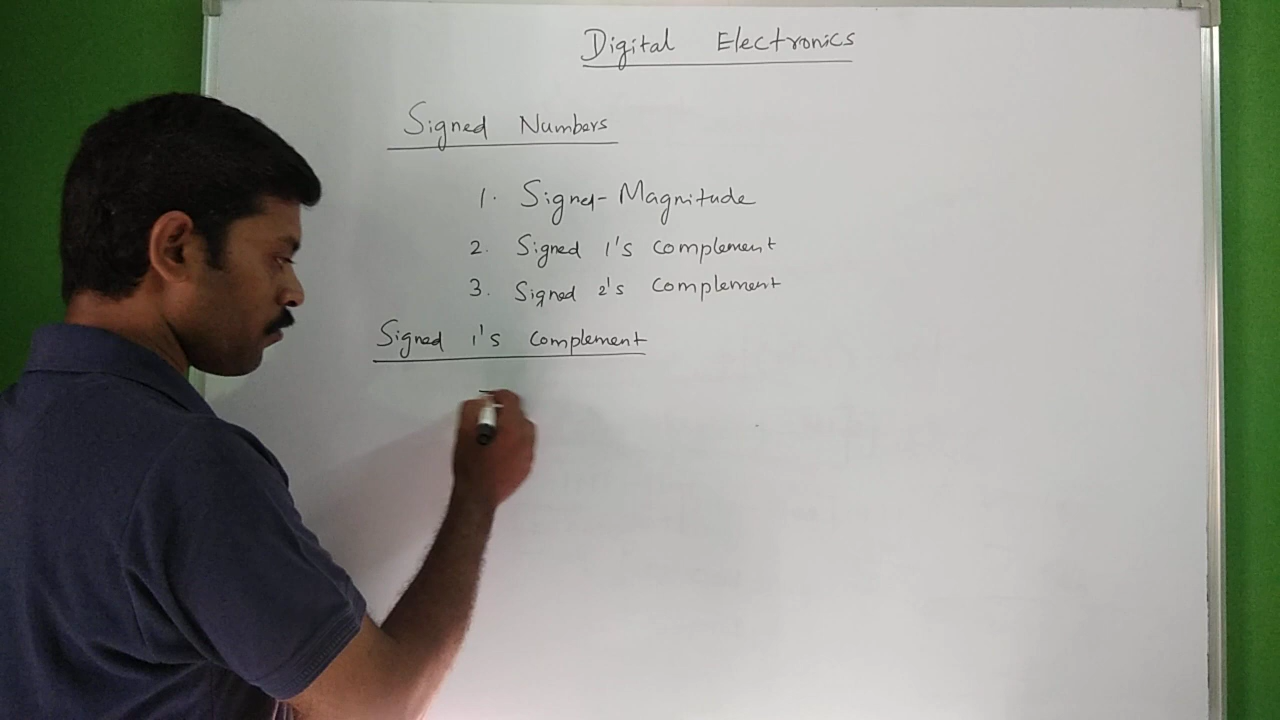 Digital Electronics
Signed Numbers
1. Signed-Magnitude
2. Signed 1's complement
3. Signed 2's complement
Signed 1's complement